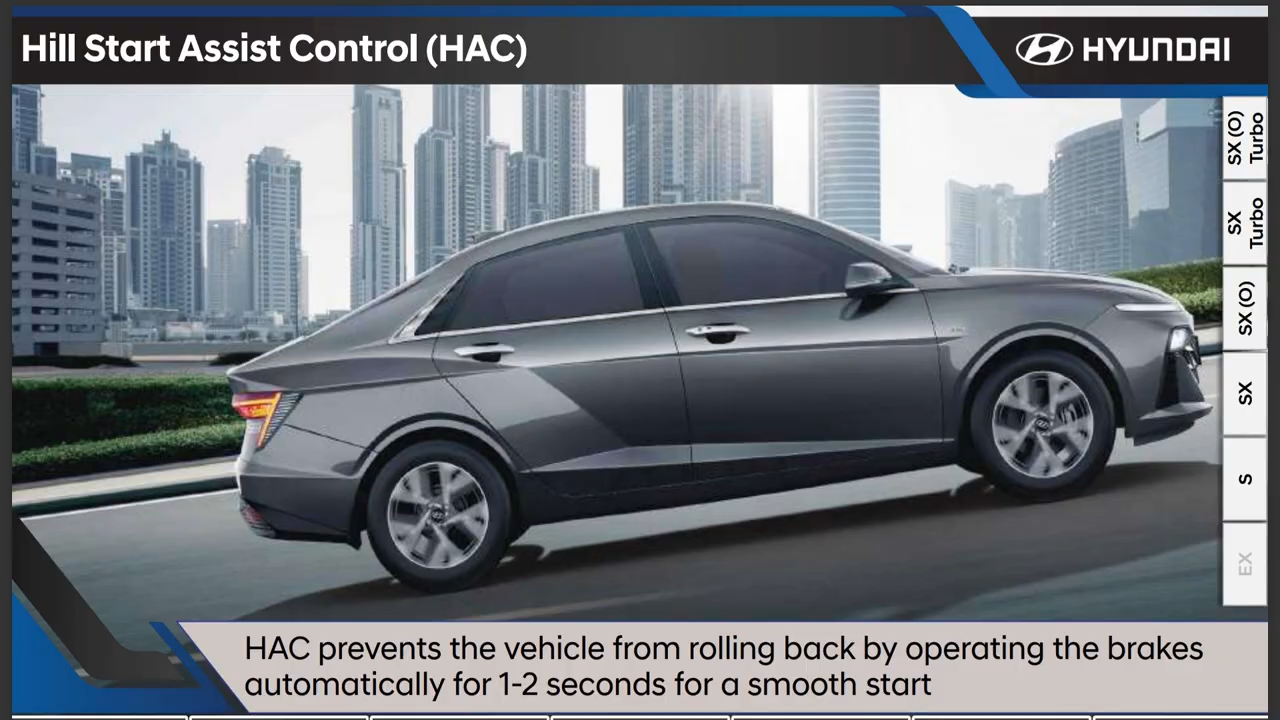 Hill Start Assist Control (HAC)
HYUNDAI
SX (O)
Turbo
SX
Turbo
SX (O)
SX
S
EX
HAC prevents the vehicle from rolling back by operating the brakes
automatically for 1-2 seconds for a smooth start